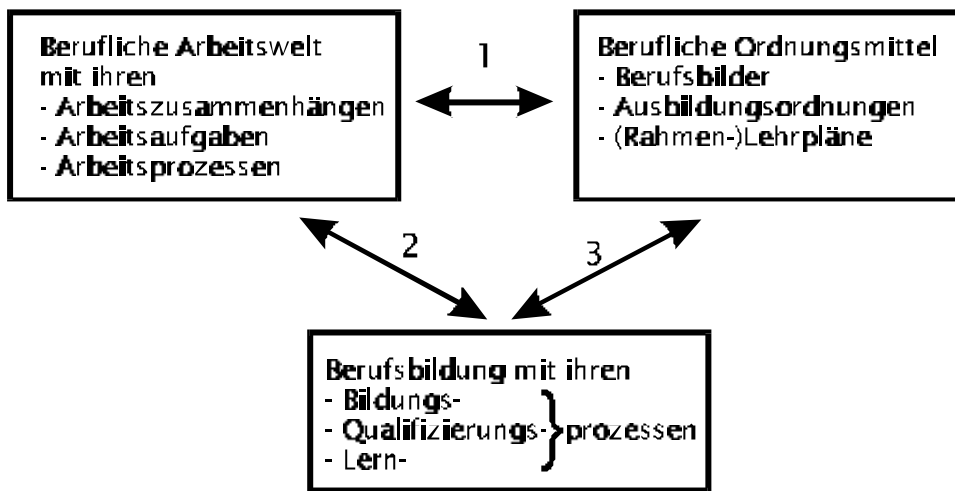 Berufliche Arbeitswelt
mit ihren
- Arbeitszusammenhängen
- Arbeitsaufgaben
- Arbeitsprozessen
1
Berufliche Ordnungsmittel
- Berufsbilder
- Ausbildungsordnungen
- (Rahmen-)Lehrpläne
2
3
Berufsbildung mit ihren
- Bildungs-
- Qualifizierungs-}prozessen
- Lern-